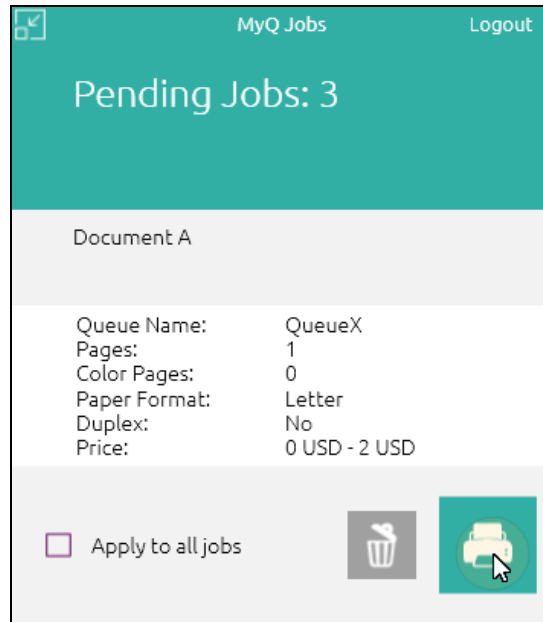 MyQ Jobs Logout
Pending Jobs: 3
Document A
Queue Name: QueueX
Pages: 1
Color Pages: 0
Paper Format: Letter
Duplex: No
Price: 0 USD - 2 USD
Apply to all jobs